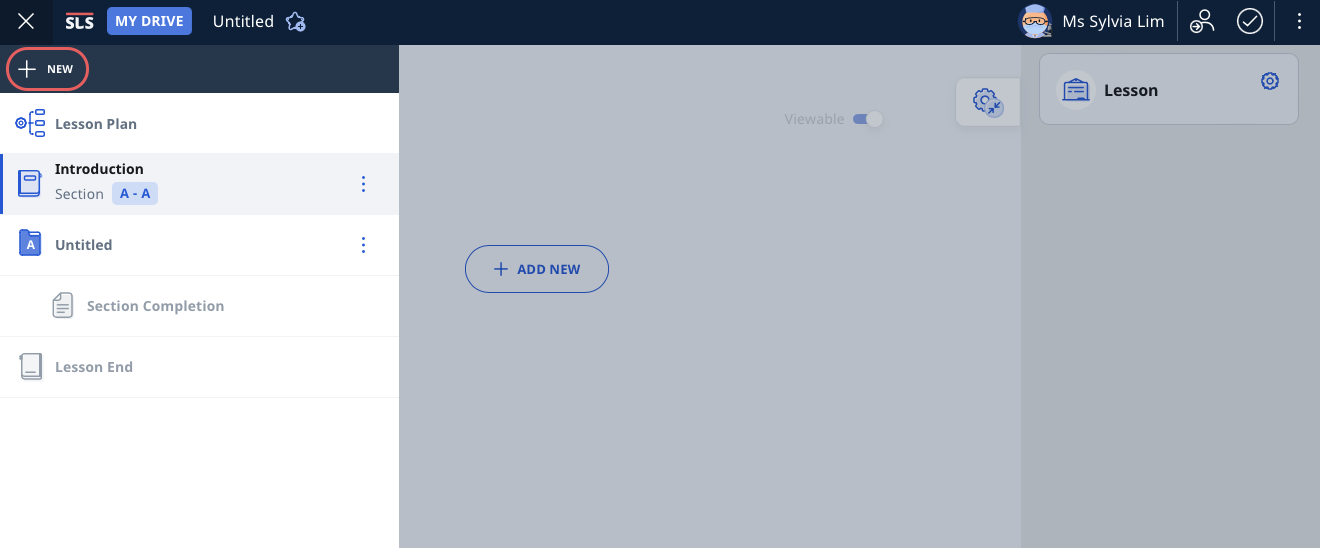 SLS MY DRIVE Untitled Ms Sylvia Lim
NEW
Lesson Plan
Introduction
Section A - A
A Untitled
Section Completion
Lesson End
Viewable
ADD NEW
Lesson